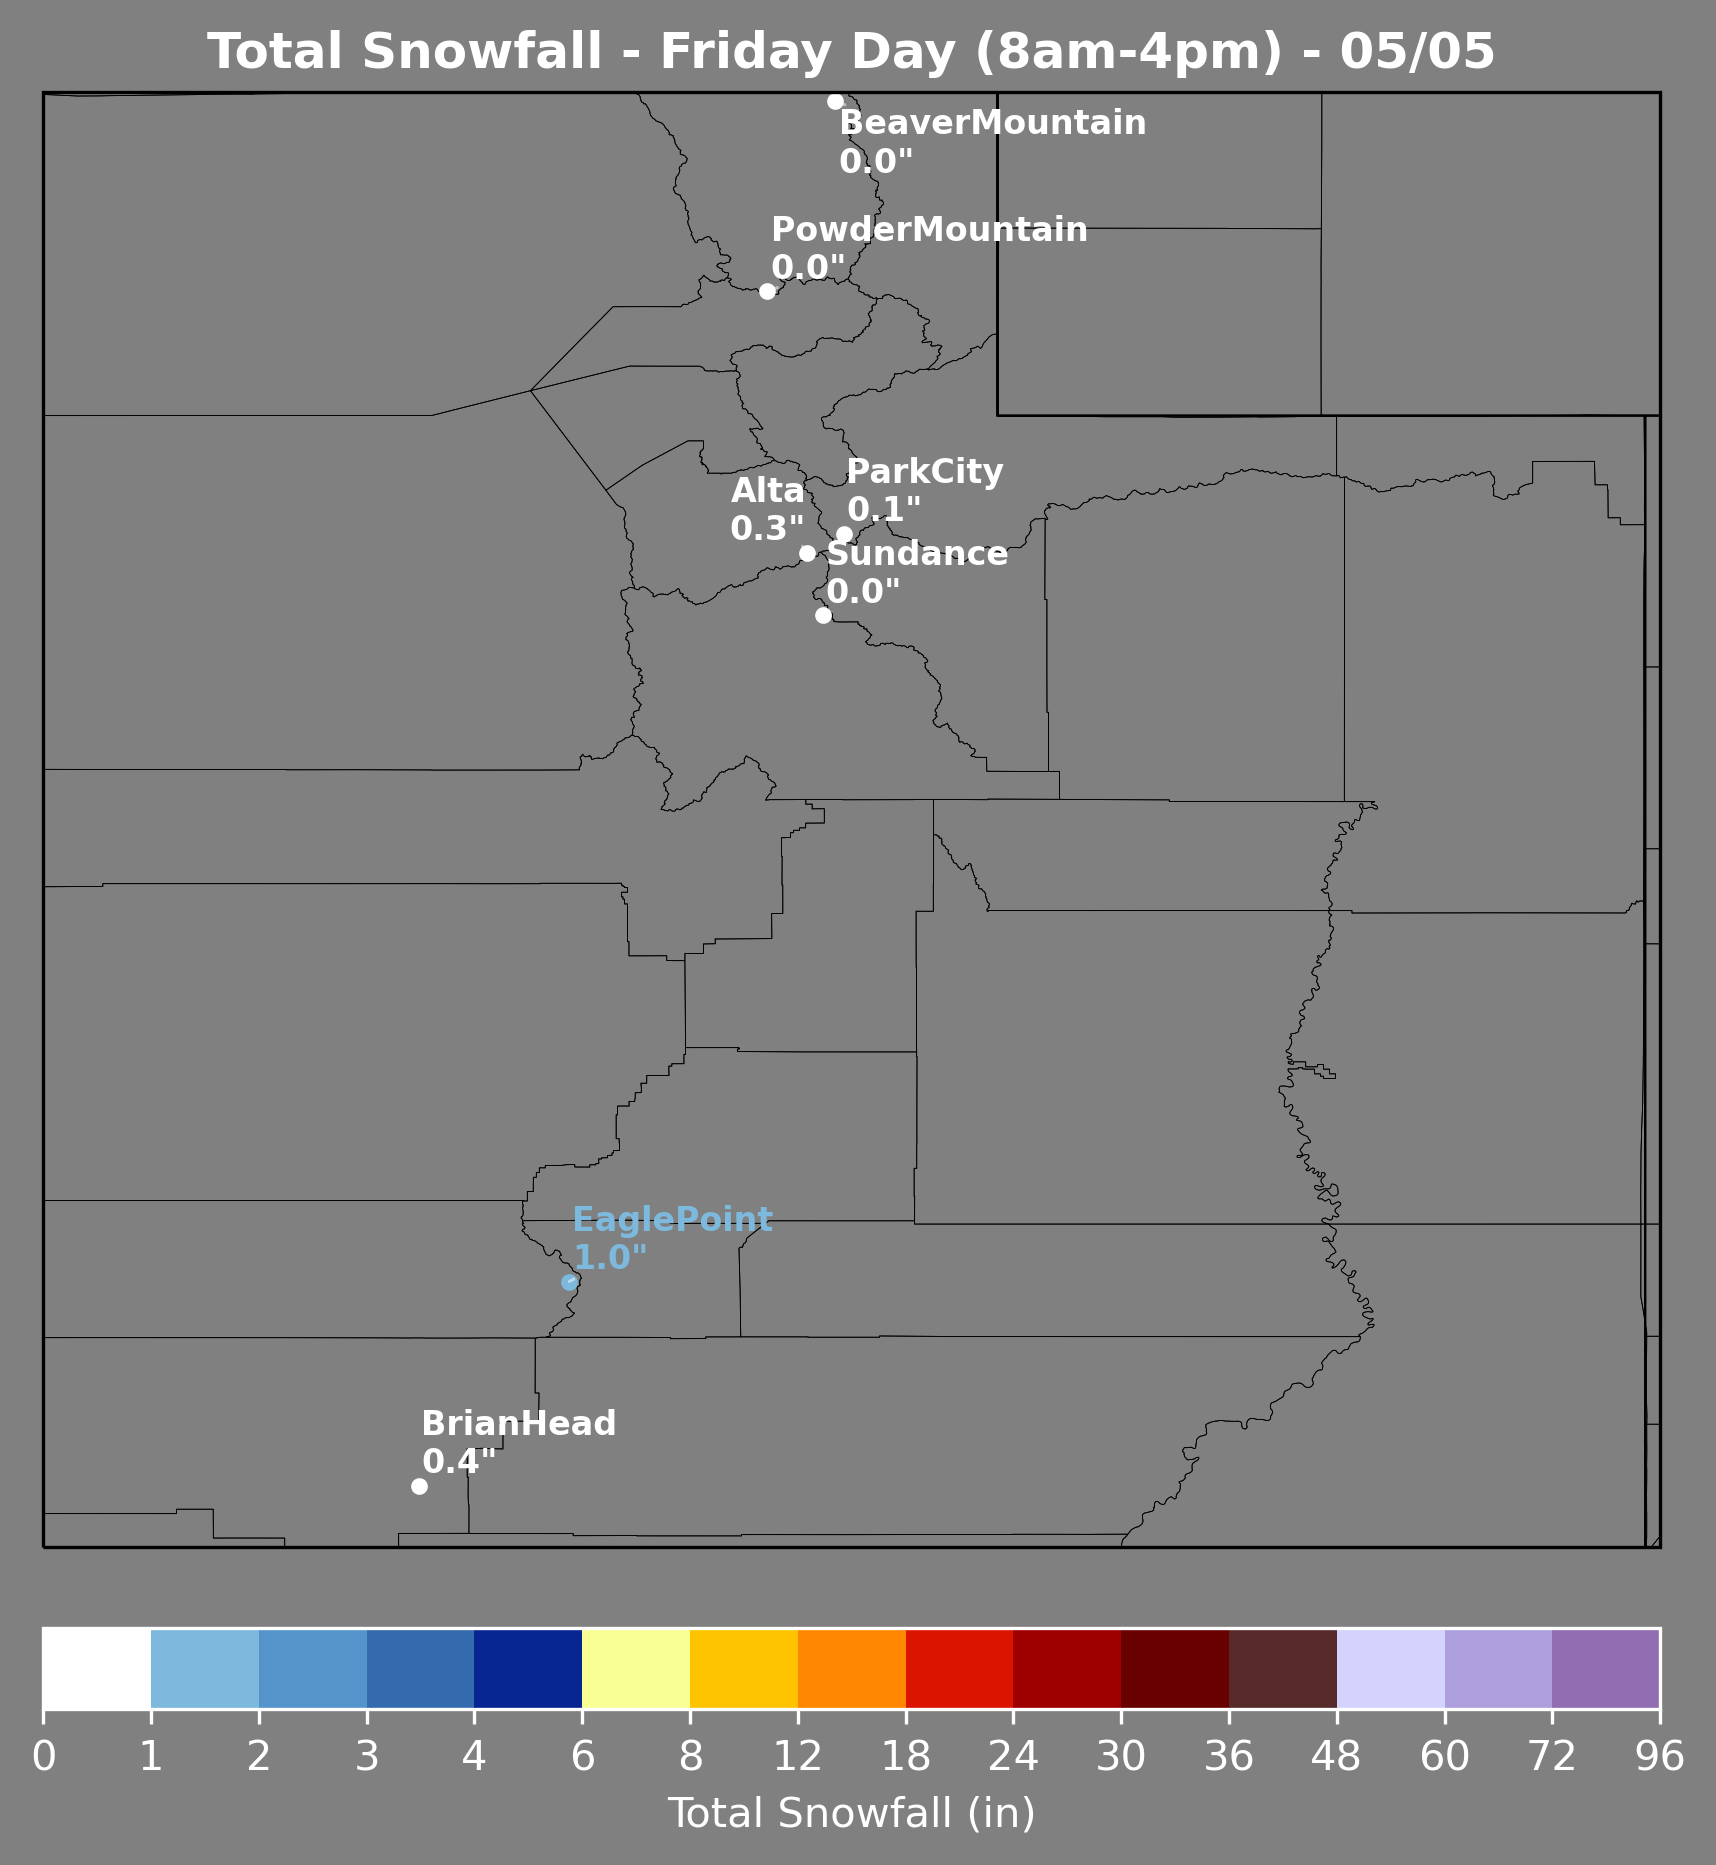 Total Snowfall - Friday Day (8am-4pm) - 05/05
BeaverMountain
0.0"
PowderMountain
0.0"
ParkCity
0.1"
Alta
0.3"
Sundance
0.0"
EaglePoint
1.0"
BrianHead
0.4"
0 1 2 3 4 6 8 12 18 24 30 36 48 60 72 96
Total Snowfall (in)